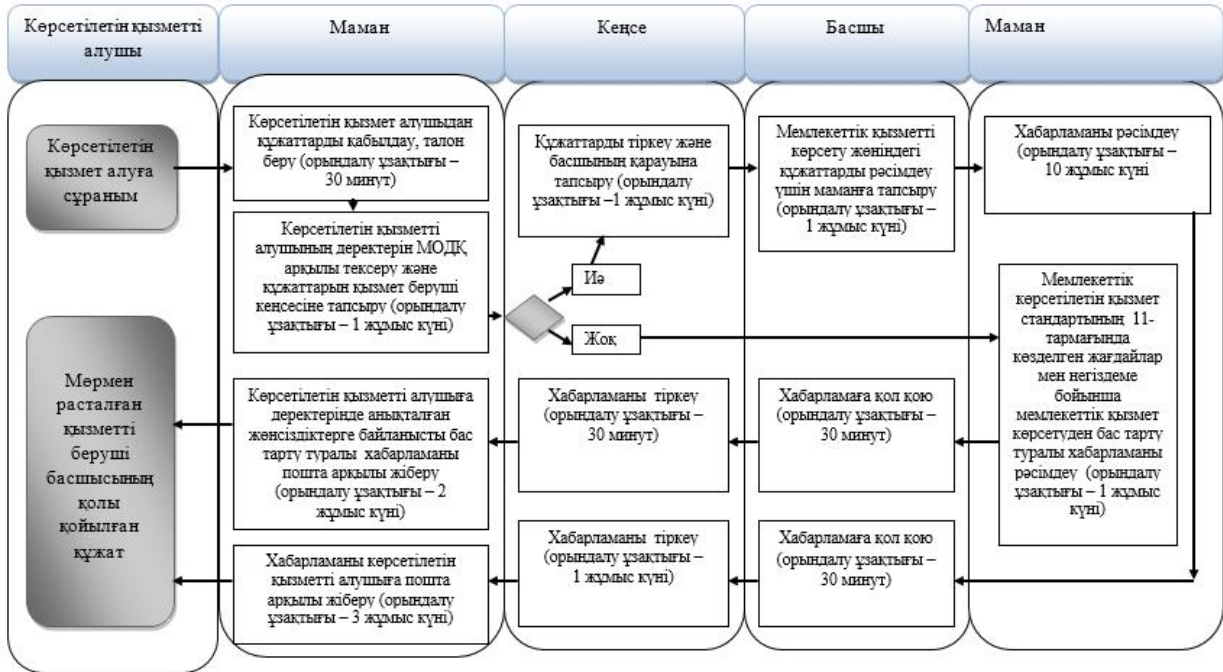 Көрсетілетін қызметті
алушы
Маман
Кеңсе
Басшы
Маман
Көрсетілетін
қызмет алуға
сұраным
Көрсетілетін қызмет алушыдан
құжаттарды қабылдау, талон
беру (орындалу ұзақтығы –
30 минут)
Құжаттарды тіркеу және
басшының қарауына
тапсыру (орындалу
ұзақтығы –1 жұмыс күні)
Мемлекеттік қызметті
көрсету жөніндегі
құжаттарды рәсімдеу
үшін маманға тапсыру
(орындалу ұзақтығы –
1 жұмыс күні)
Хабарламаны рәсімдеу
(орындалу ұзақтығы –
10 жұмыс күні
Көрсетілетін қызметті
алушының деректерін МОДҚ
арқылы тексеру және
құжаттарын қызмет беруші
кеңсесіне тапсыру (орындалу
ұзақтығы – 1 жұмыс күні)
Иә
Жоқ
Мемлекеттік
көрсетілетін қызмет
стандартының 11-
тармағында
көзделген жағдайлар
мен негіздеме
бойынша
мемлекеттік қызмет
көрсетуден бас тарту
туралы хабарламаны
рәсімдеу (орындалу
ұзақтығы – 1 жұмыс
күні)
Мөрмен
расталған
қызметті
беруші
басшысының
қолы
қойылған
құжат
Көрсетілетін қызметті алушыға
деректерінде анықталған
жөнсіздіктерге байланысты бас
тарту туралы хабарламаны
пошта арқылы жіберу
(орындалу ұзақтығы – 2
жұмыс күні)
Хабарламаны тіркеу
(орындалу ұзақтығы –
30 минут)
Хабарламаға қол қою
(орындалу ұзақтығы –
30 минут)
Хабарламаны көрсетілетін
қызметті алушыға пошта
арқылы жіберу (орындалу
ұзақтығы – 3 жұмыс күні)
Хабарламаны тіркеу
(орындалу ұзақтығы –
1 жұмыс күні)
Хабарламаға қол қою
(орындалу ұзақтығы –
30 минут)